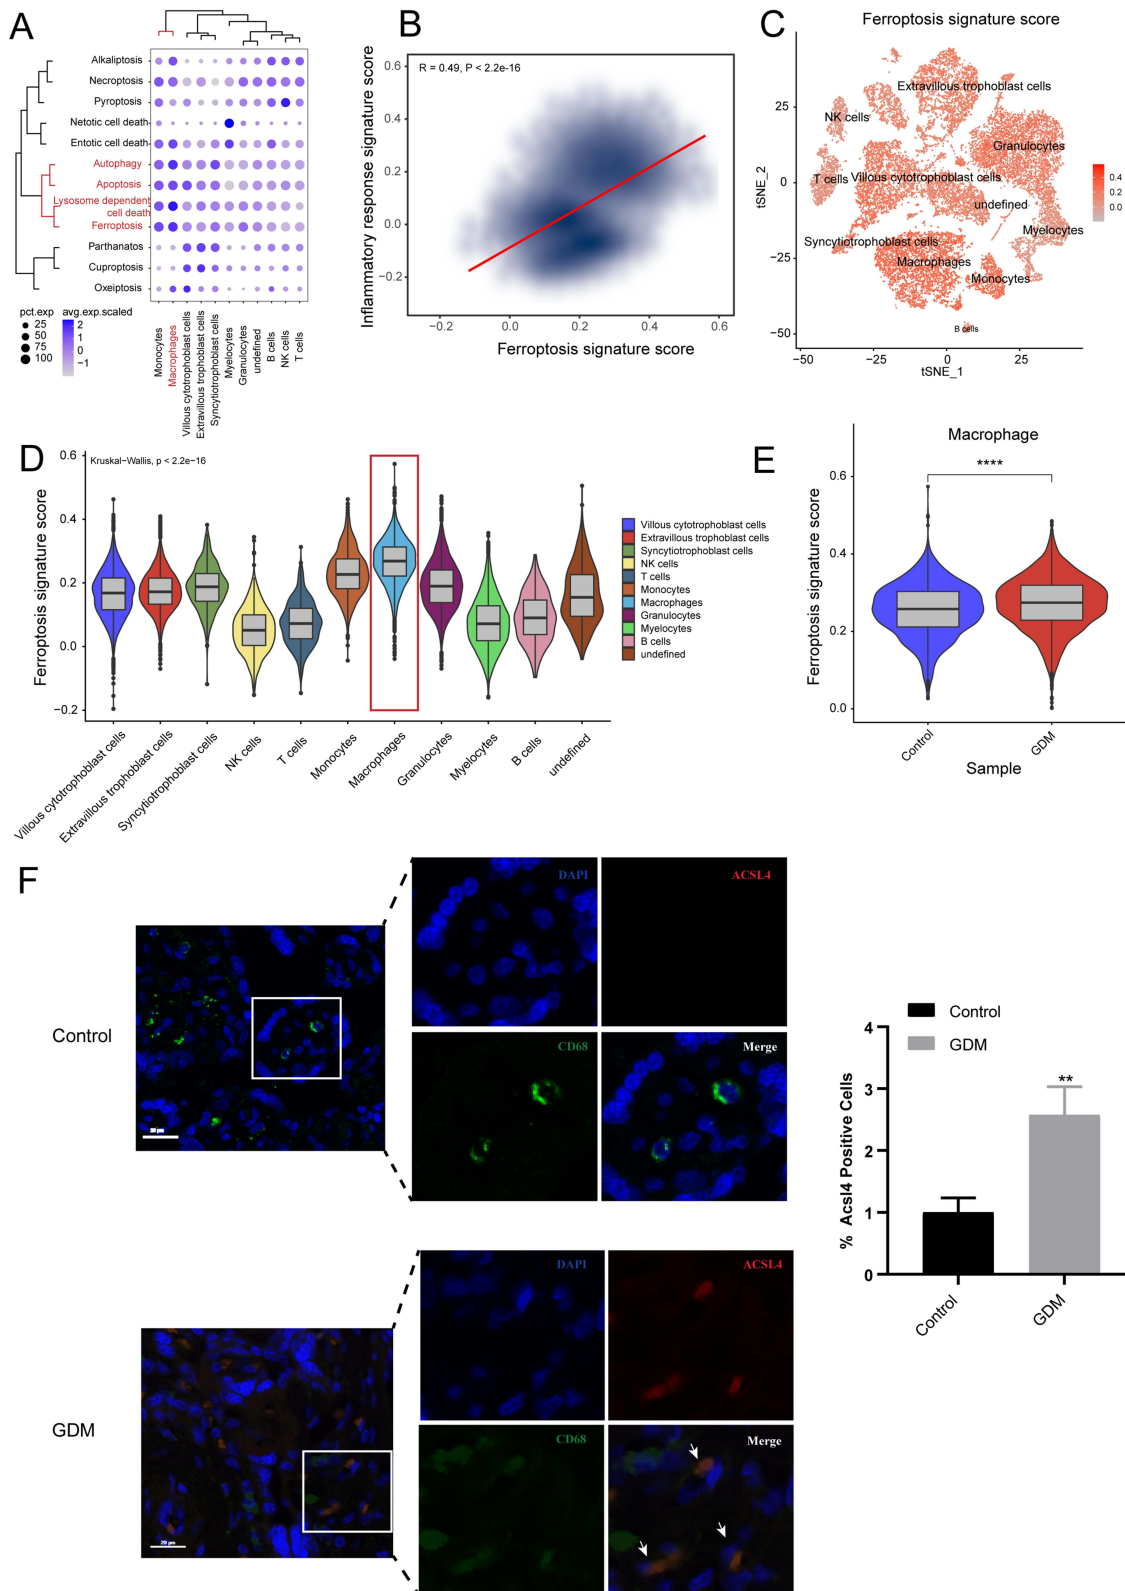 A
Alkaliptosis
Necroptosis
Pyroptosis
Netotic cell death
Entotic cell death
Autophagy
Apoptosis
Lysosome dependent
cell death
Ferroptosis
Parthanatos
Cuproptosis
Oxeiptosis
pct.exp
25
50
75
100
avg.exp.scaled
2
1
0
−1
Monocytes
Macrophages
Villous cytotrophoblast cells
Extravillous trophoblast cells
Syncytiotrophoblast cells
Myelocytes
Granulocytes
undefined
B cells
NK cells
T cells
B
R = 0.49, P < 2.2e-16
Inflammatory response signature score
0.6
0.4
0.2
0.0
−0.2
−0.2
0.0
0.2
0.4
0.6
Ferroptosis signature score
C
Ferroptosis signature score
Extravillous trophoblast cells
NK cells
Granulocytes
T cells
Villous cytotrophoblast cells
undefined
Myelocytes
Syncytiotrophoblast cells
Macrophages
Monocytes
B cells
0.4
0.2
0.0
tSNE_2
25
0
−25
−50
−50
−25
0
25
tSNE_1
D
Kruskal−Wallis, p < 2.2e−16
Ferroptosis signature score
0.6
0.4
0.2
0.0
−0.2
Villous cytotrophoblast cells
Extravillous trophoblast cells
Syncytiotrophoblast cells
NK cells
T cells
Monocytes
Macrophages
Granulocytes
Myelocytes
B cells
undefined
Villous cytotrophoblast cells
Extravillous trophoblast cells
Syncytiotrophoblast cells
NK cells
T cells
Monocytes
Macrophages
Granulocytes
Myelocytes
B cells
undefined
E
Macrophage
****
Ferroptosis signature score
0.6
0.4
0.2
0.0
Control
GDM
Sample
F
Control
20 μm
DAPI
ACSL4
CD68
Merge
GDM
20 μm
DAPI
ACSL4
CD68
Merge
Control
GDM
% Acsl4 Positive Cells
4
3
2
1
0
**
Control
GDM